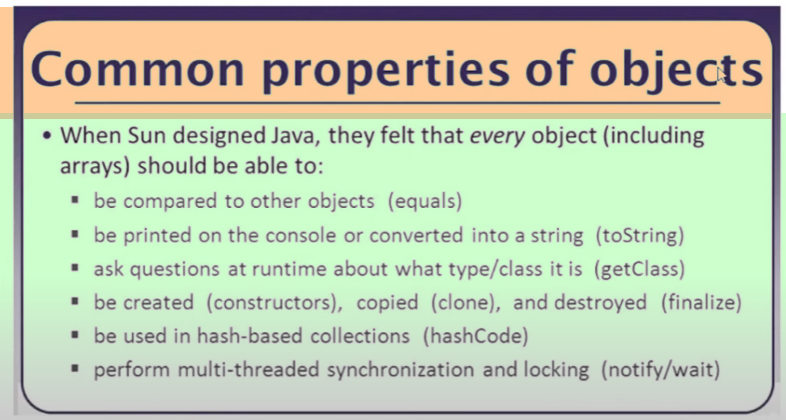 Common properties of objects
• When Sun designed Java, they felt that every object (including
arrays) should be able to:
▪ be compared to other objects (equals)
▪ be printed on the console or converted into a string (toString)
▪ ask questions at runtime about what type/class it is (getClass)
▪ be created (constructors), copied (clone), and destroyed (finalize)
▪ be used in hash-based collections (hashCode)
▪ perform multi-threaded synchronization and locking (notify/wait)